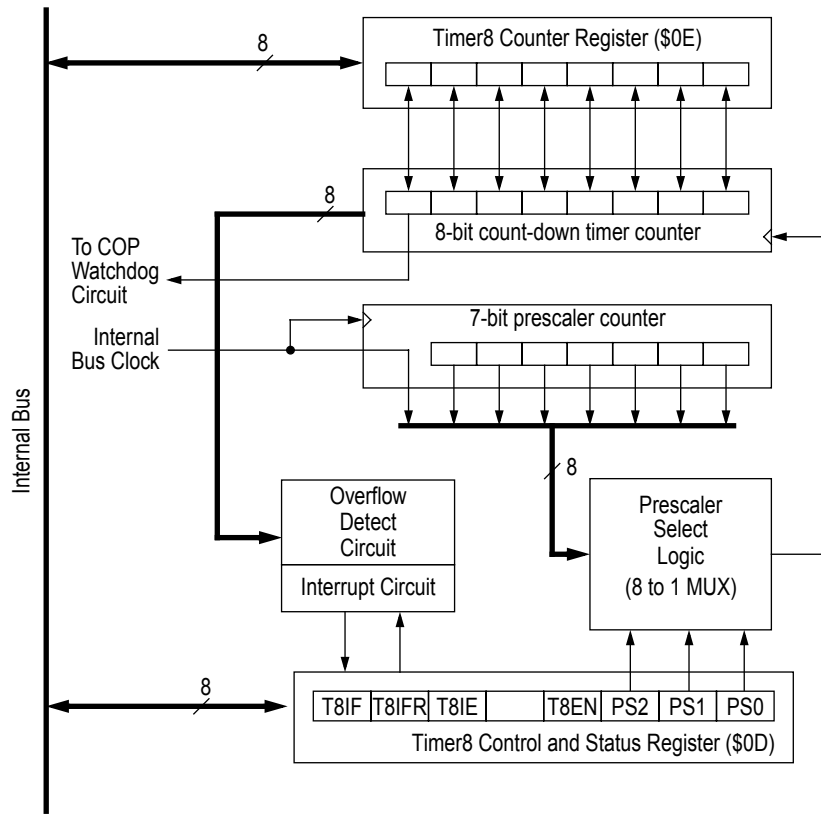 8
Timer8 Counter Register ($0E)
8
8-bit count-down timer counter
To COP
Watchdog
Circuit
7-bit prescaler counter
Internal
Bus Clock
Internal Bus
8
Overflow
Detect
Circuit
Interrupt Circuit
Prescaler
Select
Logic
(8 to 1 MUX)
8
T8IF T8IFR T8IE T8EN PS2 PS1 PS0
Timer8 Control and Status Register ($0D)